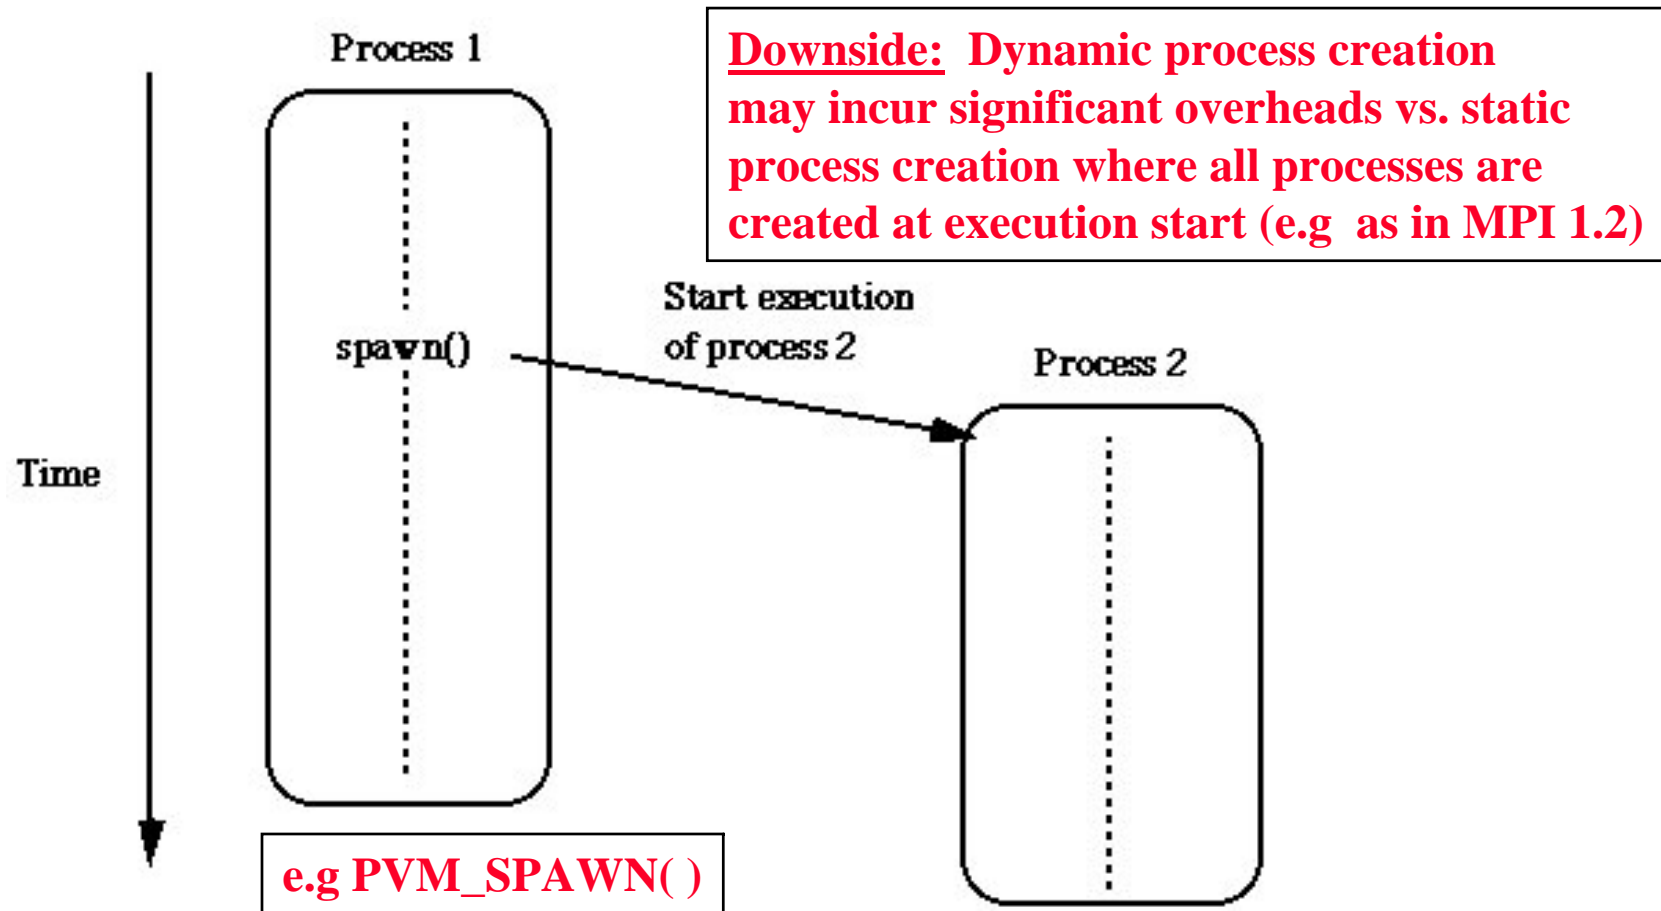 Process 1
Downside: Dynamic process creation
may incur significant overheads vs. static
process creation where all processes are
created at execution start (e.g as in MPI 1.2)
Start execution
of process 2
spawn()
Process 2
Time
e.g PVM_SPAWN( )